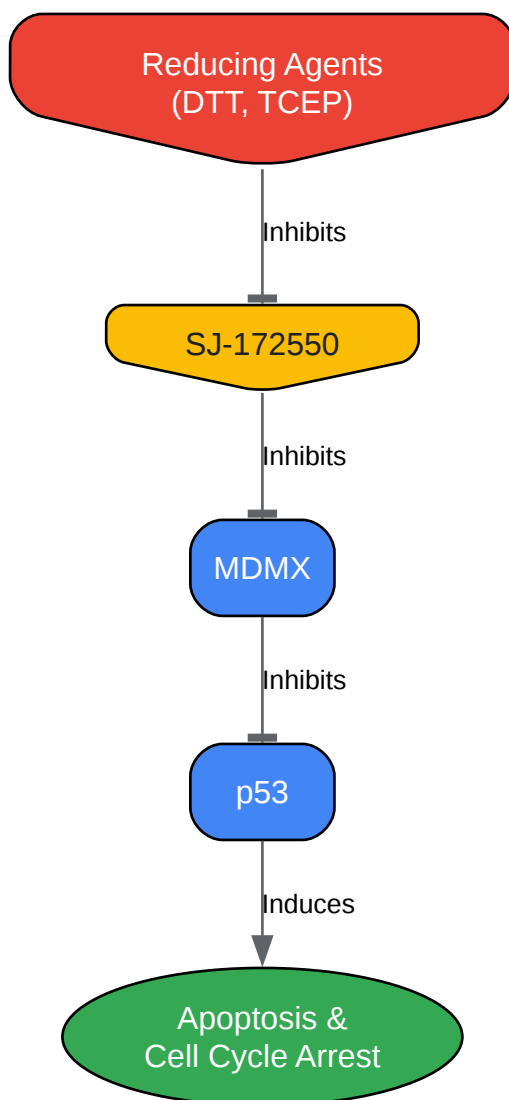 Reducing Agents
(DTT, TCEP)
Inhibits
SJ-172550
Inhibits
MDMX
Inhibits
p53
Induces
Apoptosis &
Cell Cycle Arrest